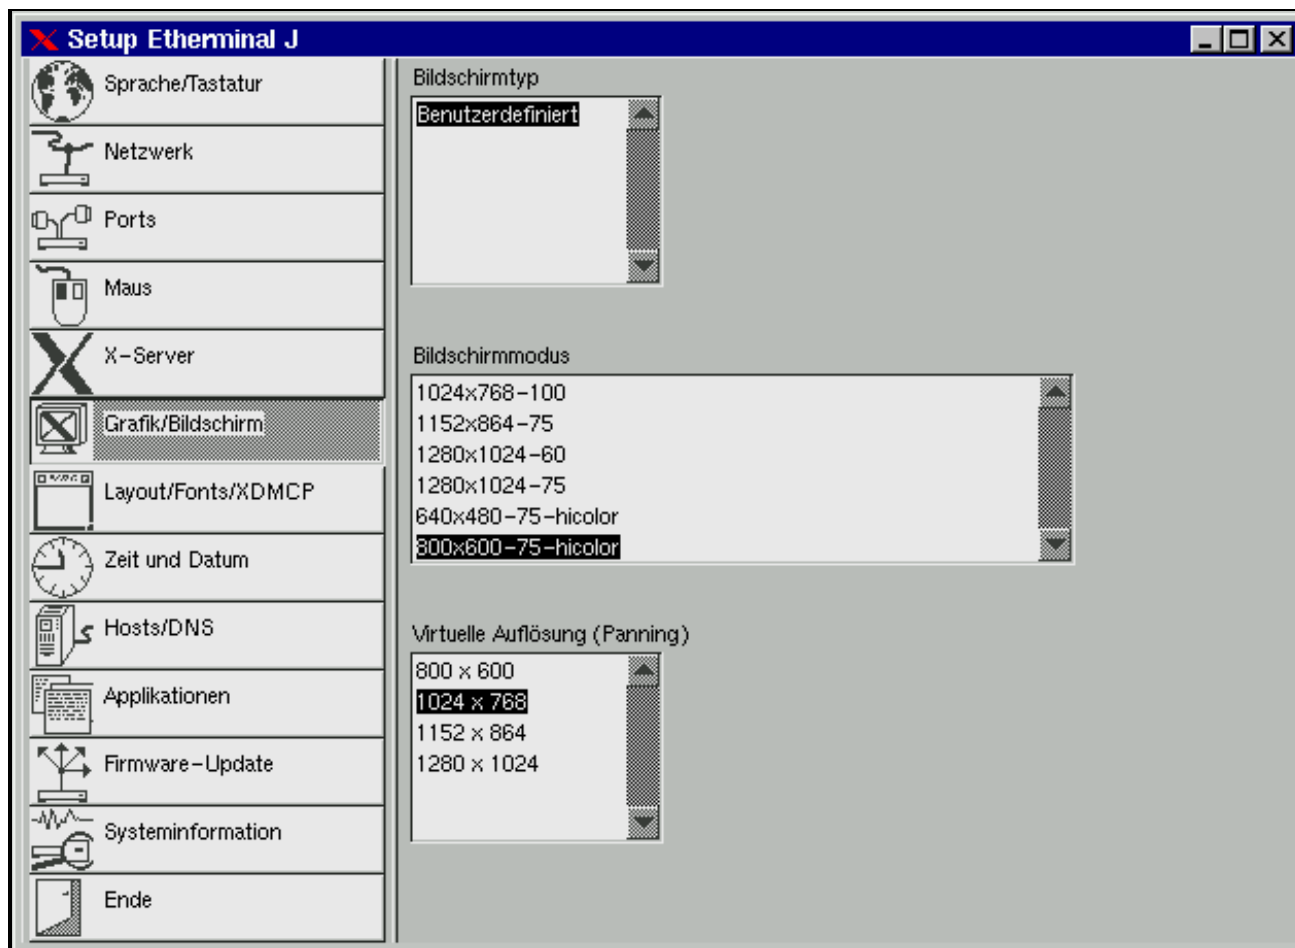 Setup Etherminal J
Sprache/Tastatur
Netzwerk
Ports
Maus
X-Server
Grafik/Bildschirm
Layout/Fonts/XDMCP
Zeit und Datum
Hosts/DNS
Applikationen
Firmware-Update
Systeminformation
Ende
Bildschirmtyp
Benutzerdefiniert
Bildschirmmodus
1024x768-100
1152x864-75
1280x1024-60
1280x1024-75
640x480-75-hicolor
800x600-75-hicolor
Virtuelle Auflösung (Panning)
800 x 600
1024 x 768
1152 x 864
1280 x 1024